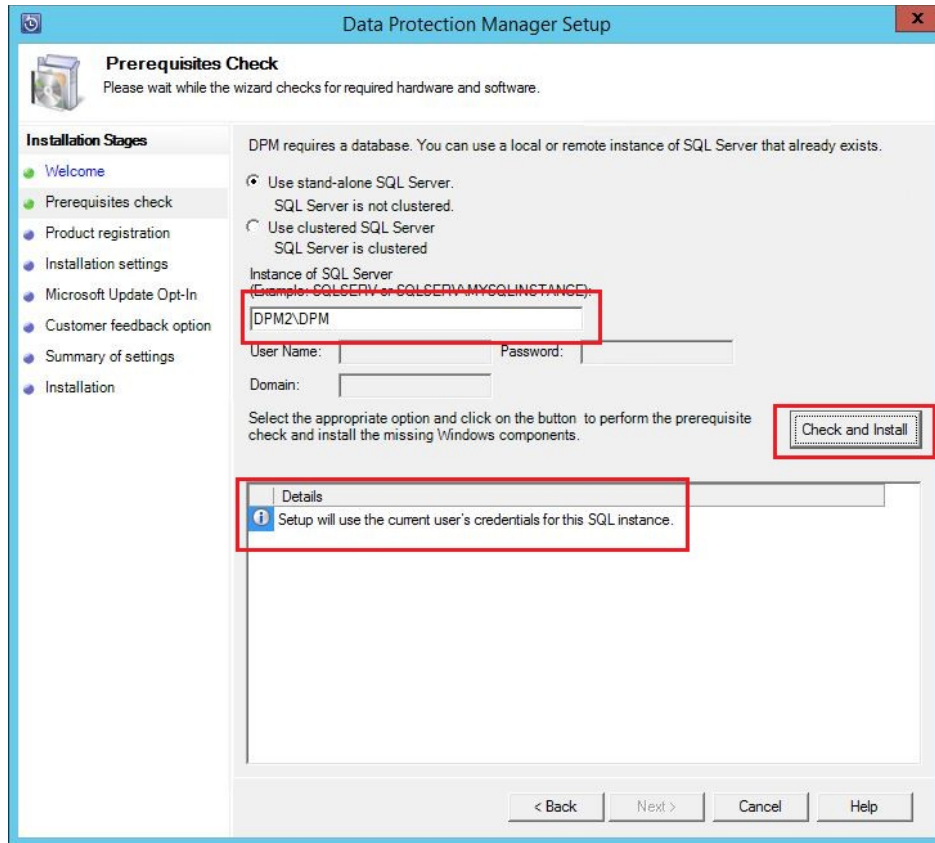 Data Protection Manager Setup
x
Prerequisites Check
Please wait while the wizard checks for required hardware and software.
Installation Stages
Welcome
Prerequisites check
Product registration
Installation settings
Microsoft Update Opt-In
Customer feedback option
Summary of settings
Installation
DPM requires a database. You can use a local or remote instance of SQL Server that already exists.
Use stand-alone SQL Server.
SQL Server is not clustered.
Use clustered SQL Server
SQL Server is clustered
Instance of SQL Server
(Example: SQLSERV or SQLSERV\MYSQLINSTANCE):
DPM2\DPM
User Name:
Password:
Domain:
Select the appropriate option and click on the button to perform the prerequisite
check and install the missing Windows components.
Check and Install
Details
Setup will use the current user's credentials for this SQL instance.
< Back
Next >
Cancel
Help